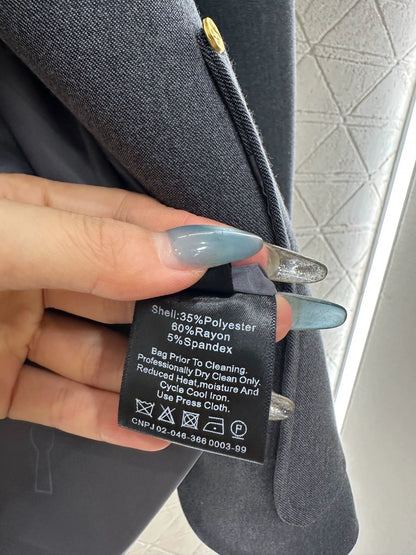 Shell:35%Polyester
60%Rayon
5%Spandex
Bag Prior To Cleaning.
Professionally Dry Clean Only.
Reduced Heat,moisture And
Cycle Cool Iron.
Use Press Cloth.
P
CNPJ 02-046-366 0003-99